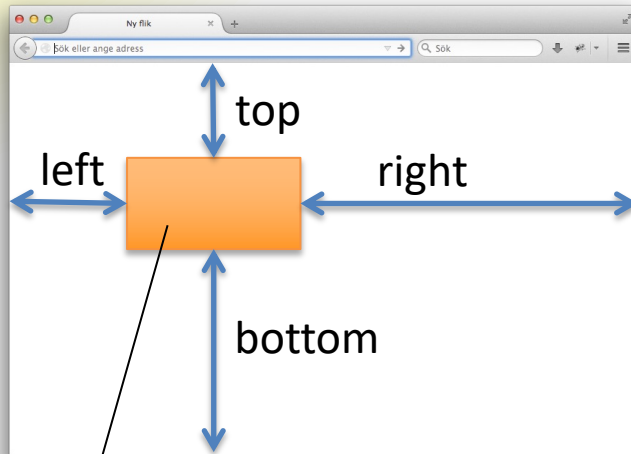 Ny flik
Sök eller ange adress
Sök
top
left
right
bottom